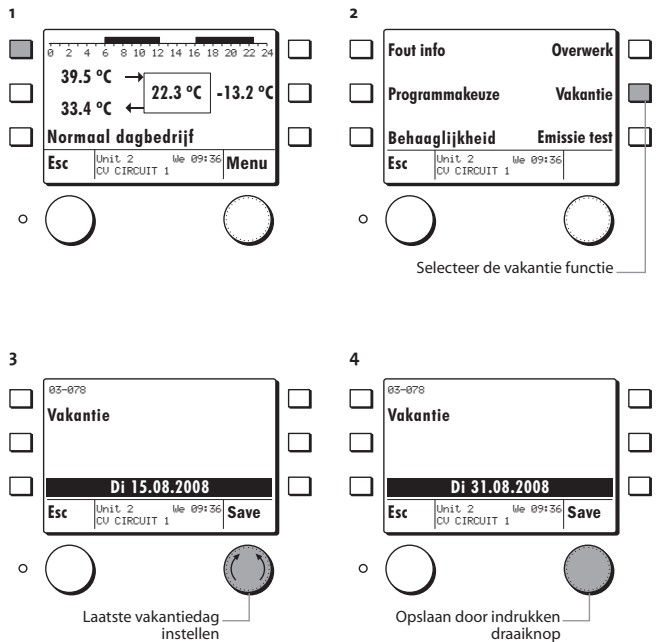 1
0 2 4 6 8 10 12 14 16 18 20 22 24
39.5 °C
22.3 °C -13.2 °C
33.4 °C
Normaal dagbedrijf
Esc Unit 2 We 09:36 Menu
CV CIRCUIT 1
2
Fout info Overwerk
Programmakeuze Vakantie
Behaaglijkheid Emissie test
Esc Unit 2 We 09:36
CV CIRCUIT 1
Selecteer de vakantie functie
3
03-078
Vakantie
Di 15.08.2008
Esc Unit 2 We 09:36 Save
CV CIRCUIT 1
Laatste vakantiedag
instellen
4
03-078
Vakantie
Di 31.08.2008
Esc Unit 2 We 09:36 Save
CV CIRCUIT 1
Opslaan door indrukken
draaiknop